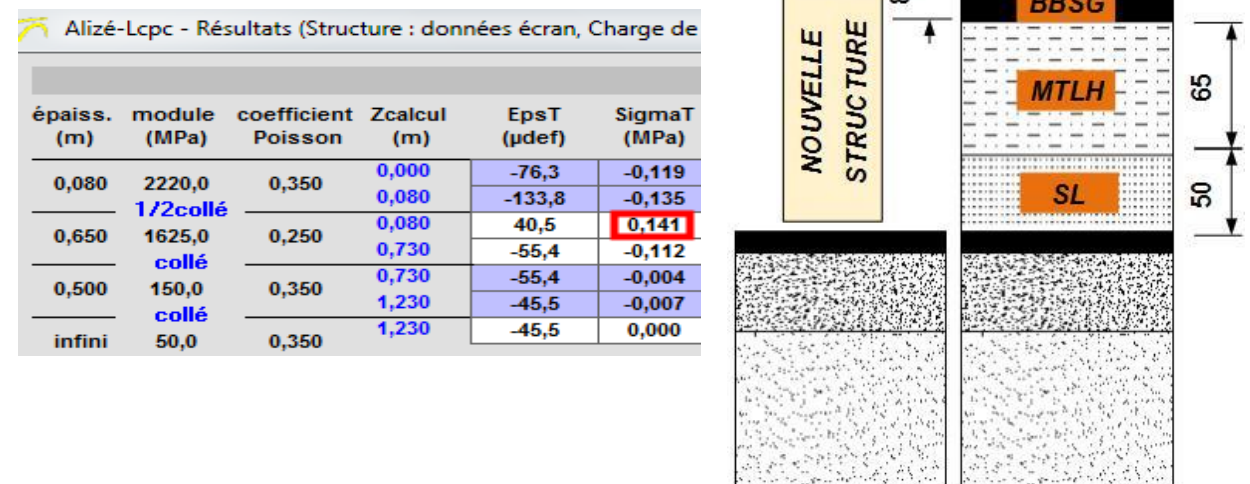 Alizé-Lcpc - Résultats (Structure : données écran, Charge de
épaiss. module coefficient Zcalcul EpsT SigmaT
(m) (MPa) Poisson (m) (µdef) (MPa)
0,080 2220,0 0,350 0,000 -76,3 -0,119
0,080 -133,8 -0,135
1/2collé
0,650 1625,0 0,250 0,080 40,5 0,141
0,730 -55,4 -0,112
collé
0,500 150,0 0,350 0,730 -55,4 -0,004
1,230 -45,5 -0,007
collé
infini 50,0 0,350 1,230 -45,5 0,000
NOUVELLE
STRUCTURE
8
BBSG
MTLH
65
SL
50